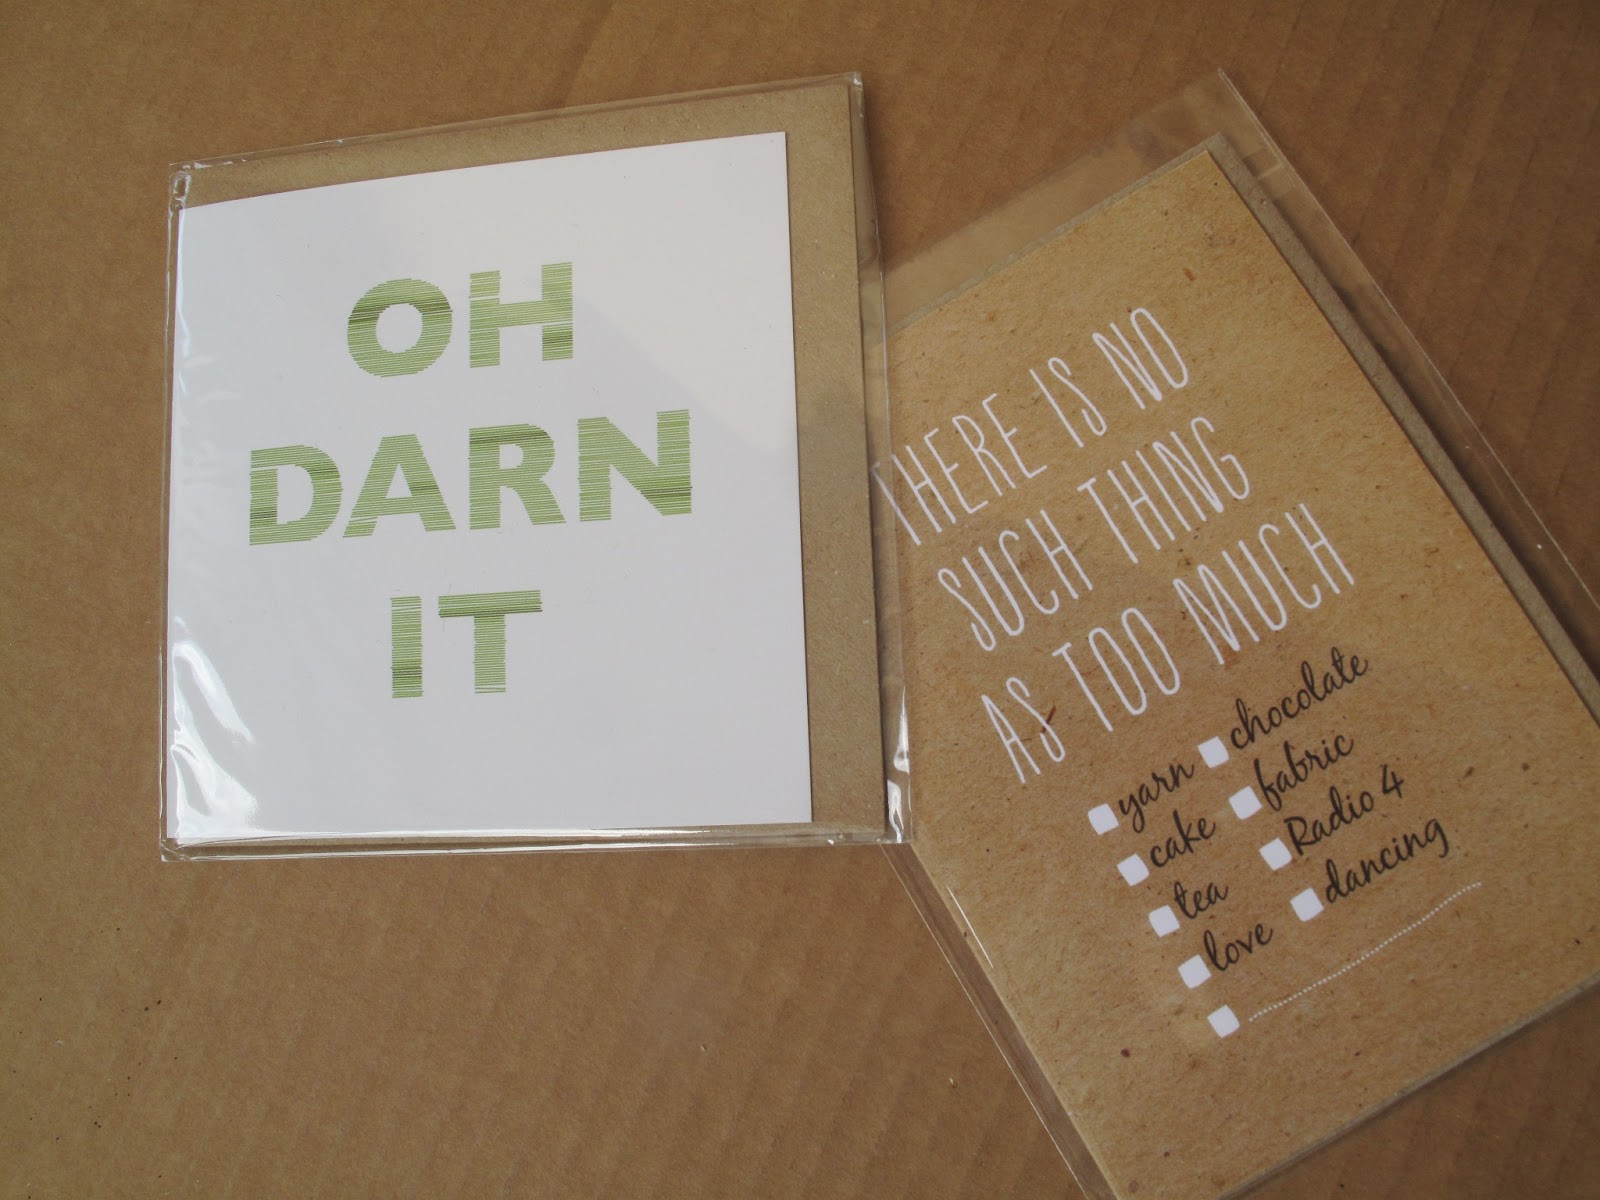 OH
DARN
IT
THERE IS NO
SUCH THING
AS TOO MUCH
yarn chocolate
cake fabric
tea Radio 4
love dancing